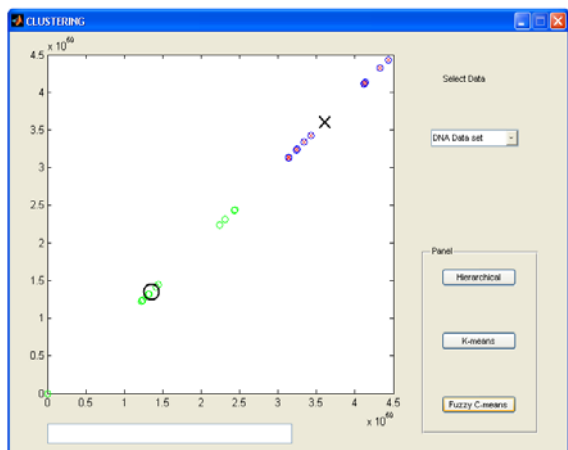 CLUSTERING
x 10^60
4.5
4
3.5
3
2.5
2
1.5
1
0.5
0
0 0.5 1 1.5 2 2.5 3 3.5 4 4.5
x 10^60
Select Data
DNA Data set
Panel
Hierarchical
K-means
Fuzzy C-means